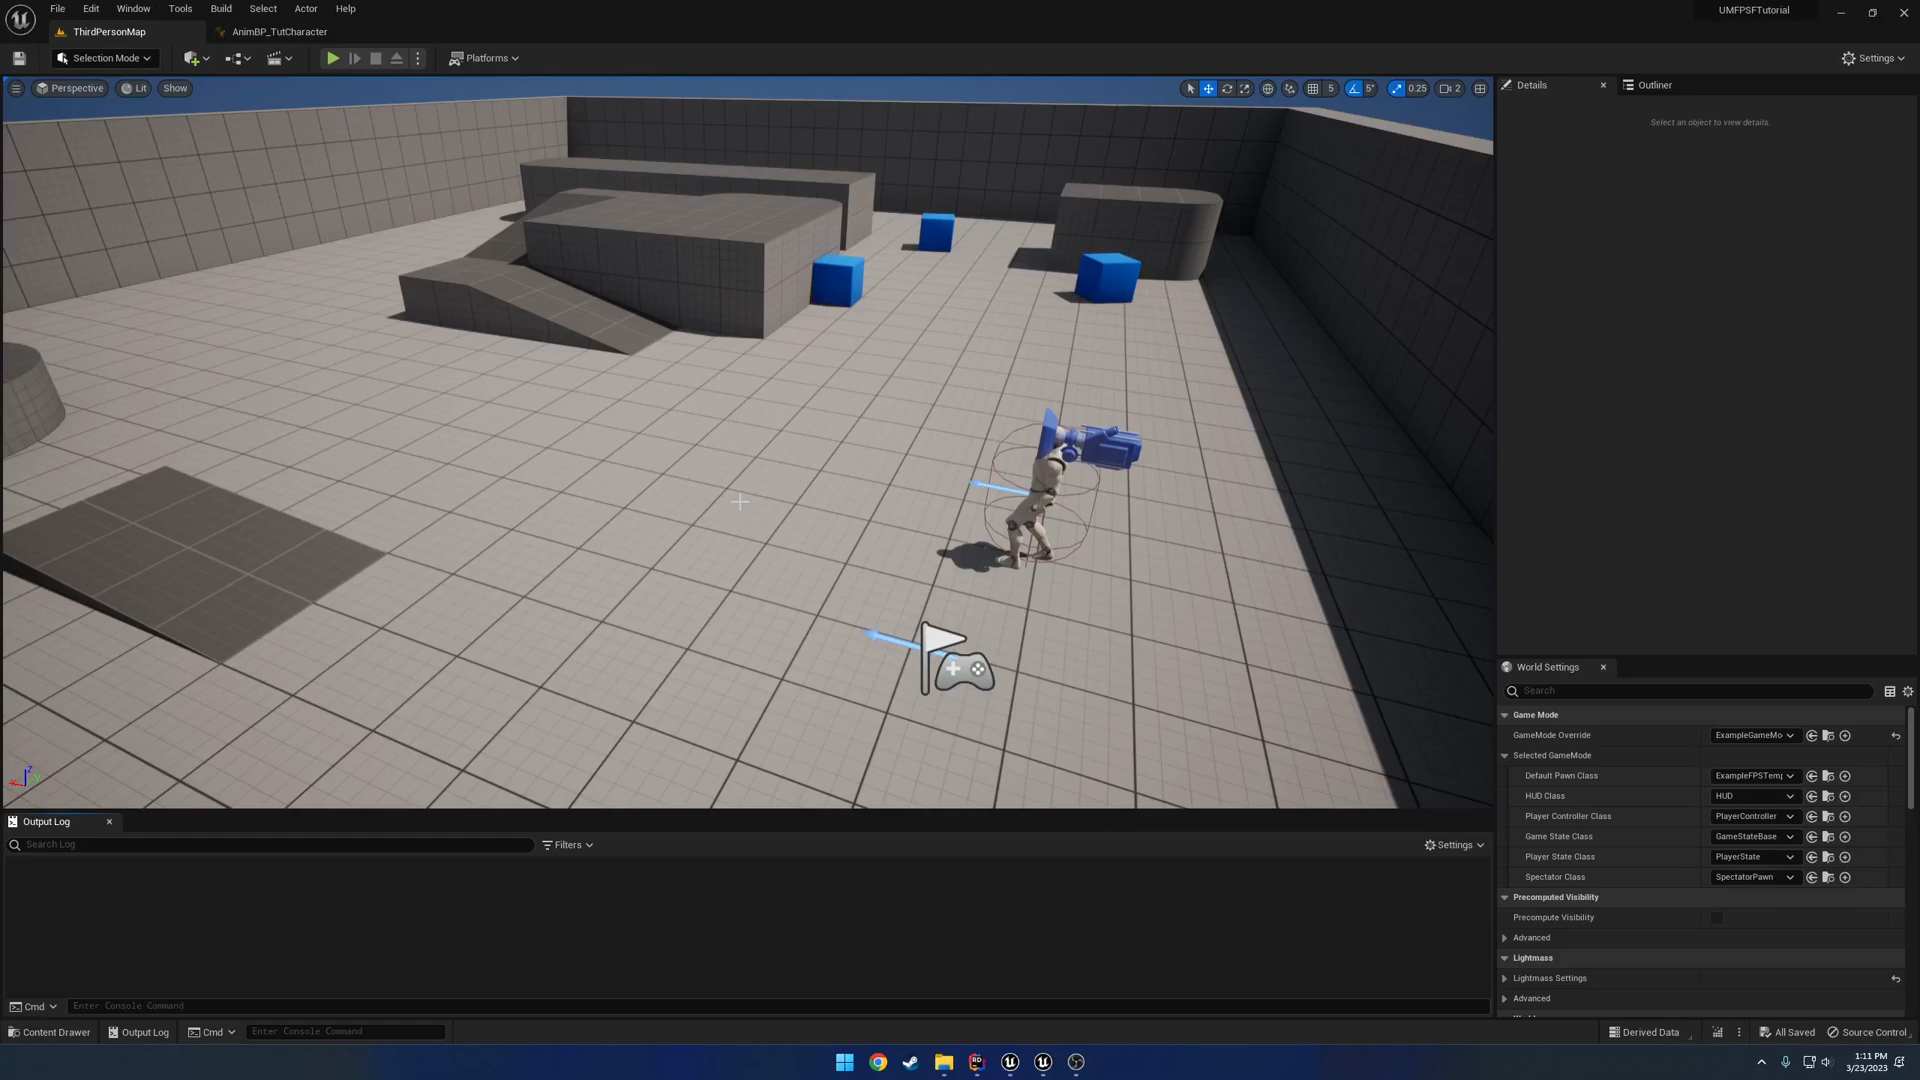 File Edit Window Tools Build Select Actor Help
UMFPSFTutorial
ThirdPersonMap
AnimBP_TutCharacter
Selection Mode
Platforms
Settings
Perspective
Lit
Show
5
5°
0.25
2
Details
Outliner
Select an object to view details.
World Settings
Search
Game Mode
GameMode Override
ExampleGameMo
Selected GameMode
Default Pawn Class
ExampleFPSTemp
HUD Class
HUD
Player Controller Class
PlayerController
Game State Class
GameStateBase
Player State Class
PlayerState
Spectator Class
SpectatorPawn
Precomputed Visibility
Precompute Visibility
Advanced
Lightmass
Lightmass Settings
Advanced
Output Log
Search Log
Filters
Settings
Cmd
Enter Console Command
Content Drawer
Output Log
Cmd
Enter Console Command
Derived Data
All Saved
Source Control
1:11 PM
3/23/2023